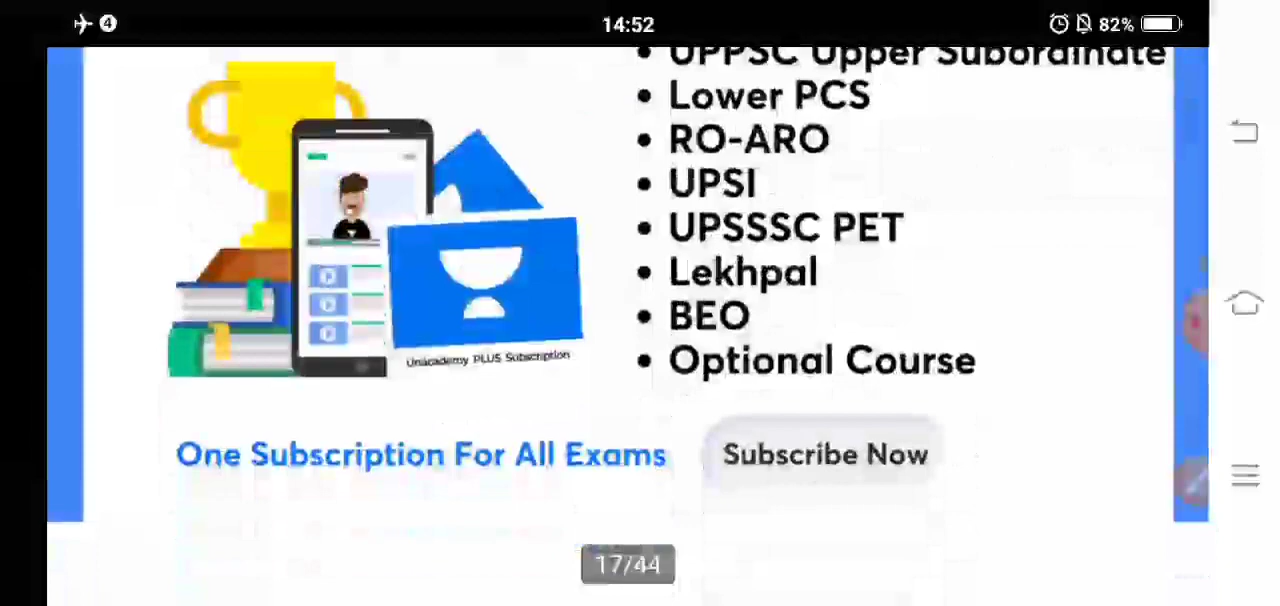 4
14:52
82%
• UPPSC Upper Subordinate
• Lower PCS
• RO-ARO
• UPSI
• UPSSSC PET
• Lekhpal
• BEO
• Optional Course
Unacademy PLUS Subscription
One Subscription For All Exams
Subscribe Now
17/44